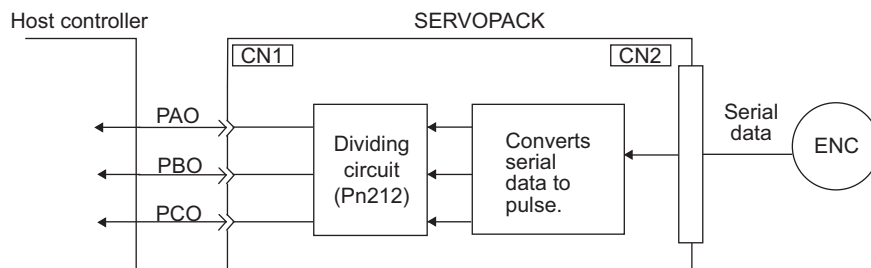 Host controller
SERVOPACK
CN1
CN2
PAO
PBO
PCO
Dividing
circuit
(Pn212)
Converts
serial
data to
pulse.
Serial
data
ENC